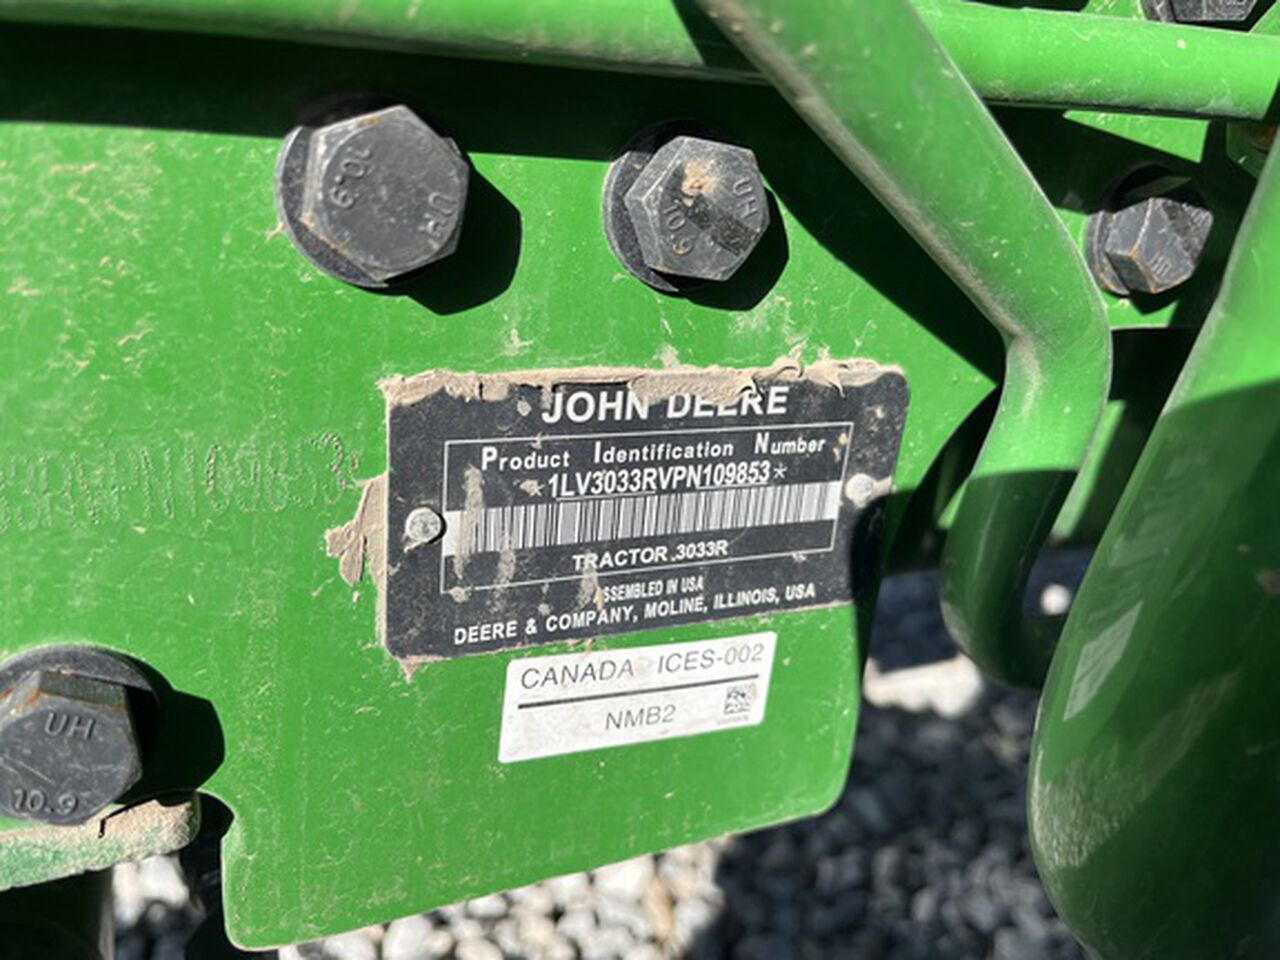 10.9
UH
UH
10.9
JOHN DEERE
Product Identification Number
*1LV3033RVPN109853*
33RVPN109853
TRACTOR 3033R
ASSEMBLED IN USA
DEERE & COMPANY, MOLINE, ILLINOIS, USA
CANADA ICES-002
NMB2
UH
10.9